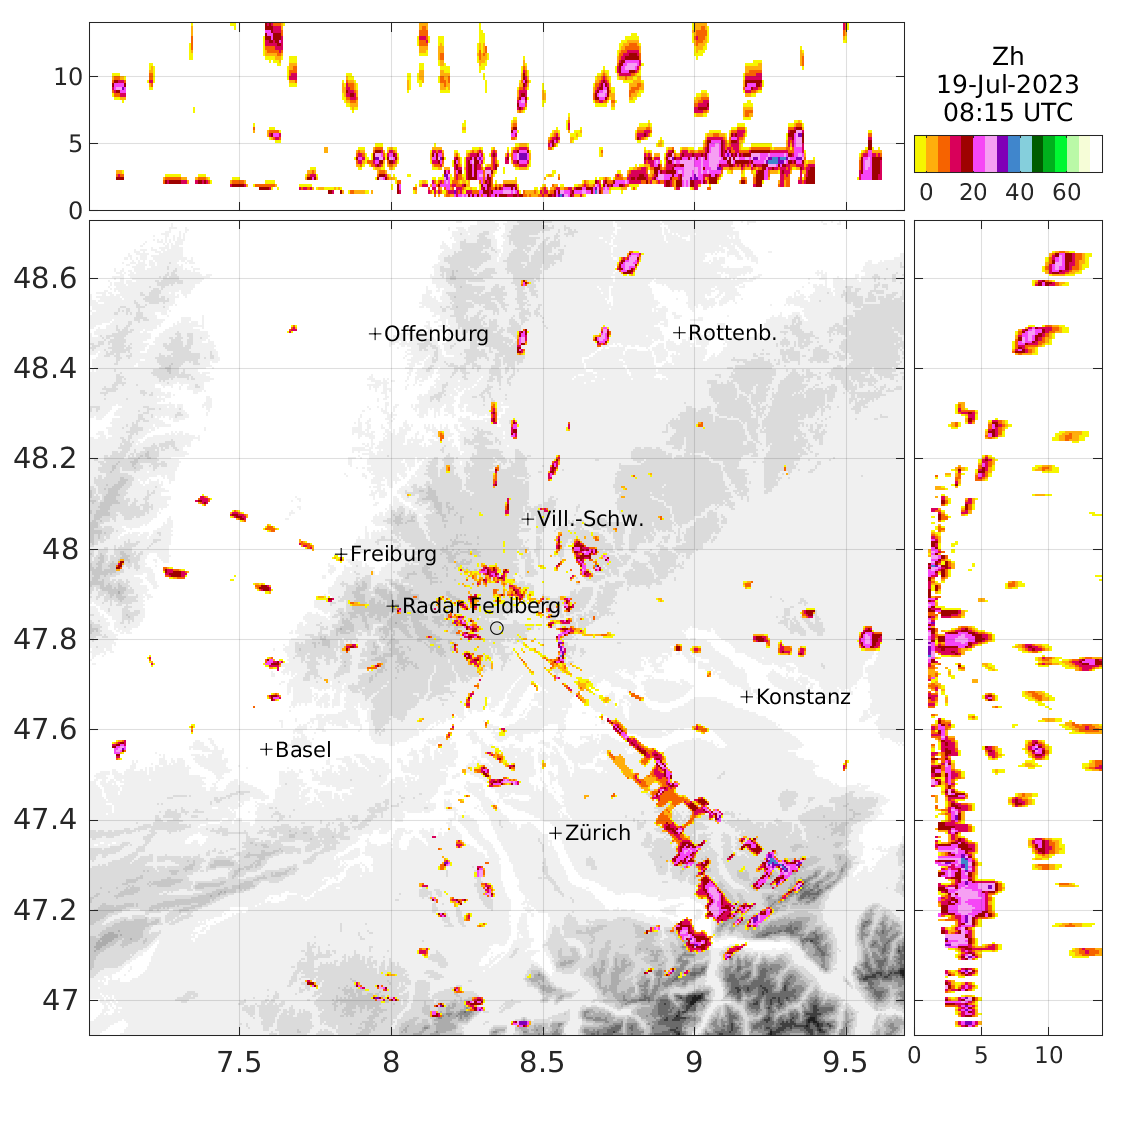 10
5
0
Zh
19-Jul-2023
08:15 UTC
0 20 40 60
48.6
48.4
48.2
48
47.8
47.6
47.4
47.2
47
+Offenburg
+Rottenb.
+Vill.-Schw.
+Freiburg
+Radar Feldberg
+Konstanz
+Basel
+Zürich
7.5 8 8.5 9 9.5
0 5 10